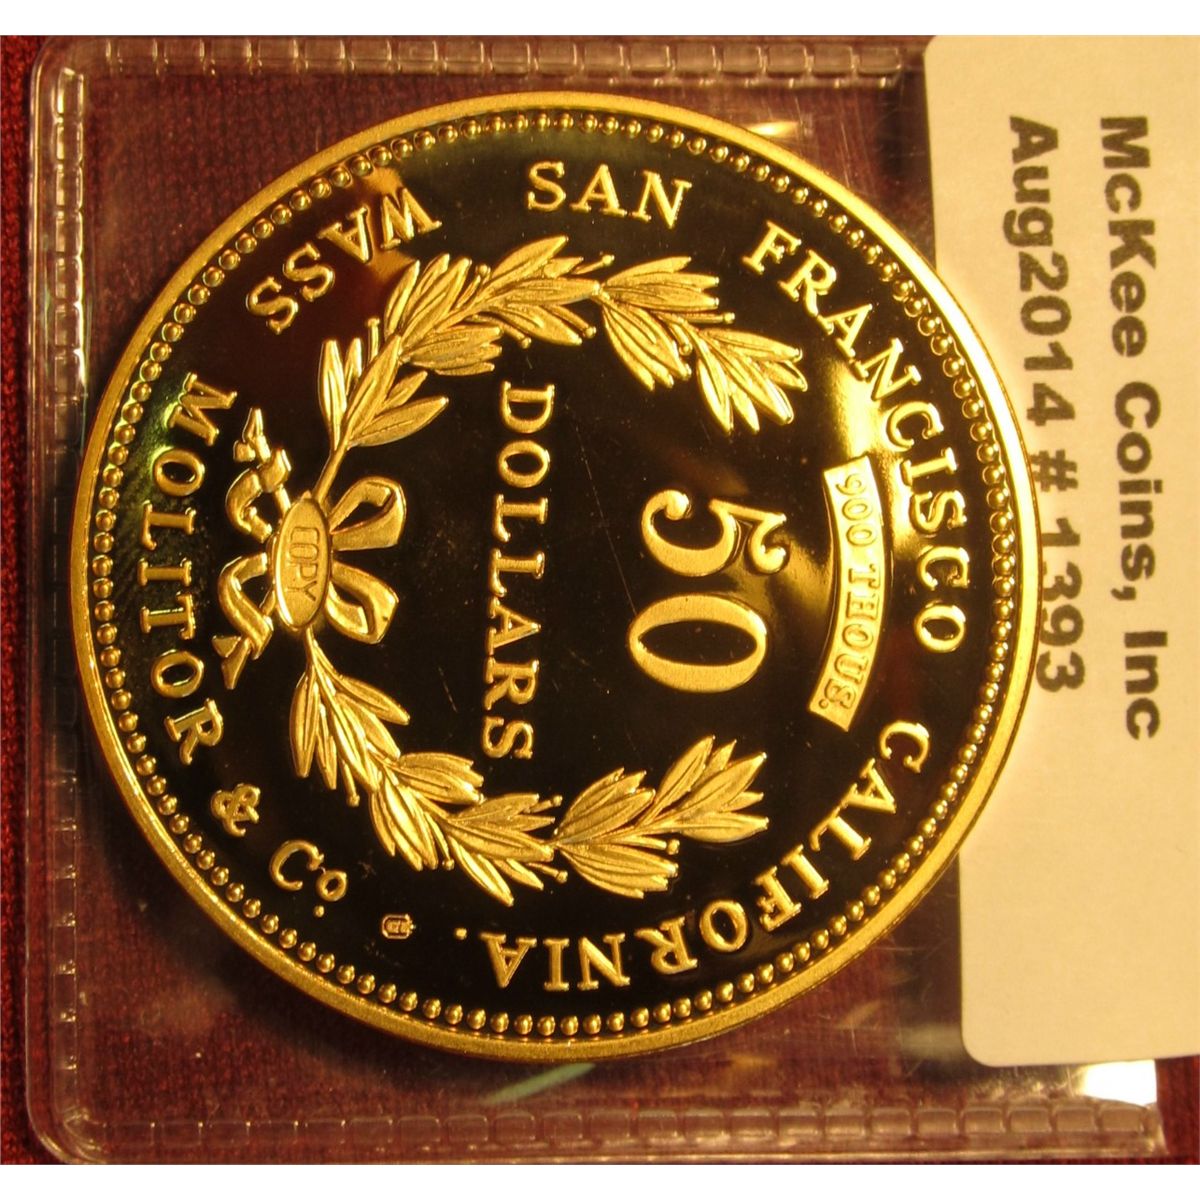 SAN FRANCISCO CALIFORNIA.
900 THOUS.
50
DOLLARS
COPY
WASS MOLITOR & Co.
McKee Coins, Inc
Aug2014 # 1393